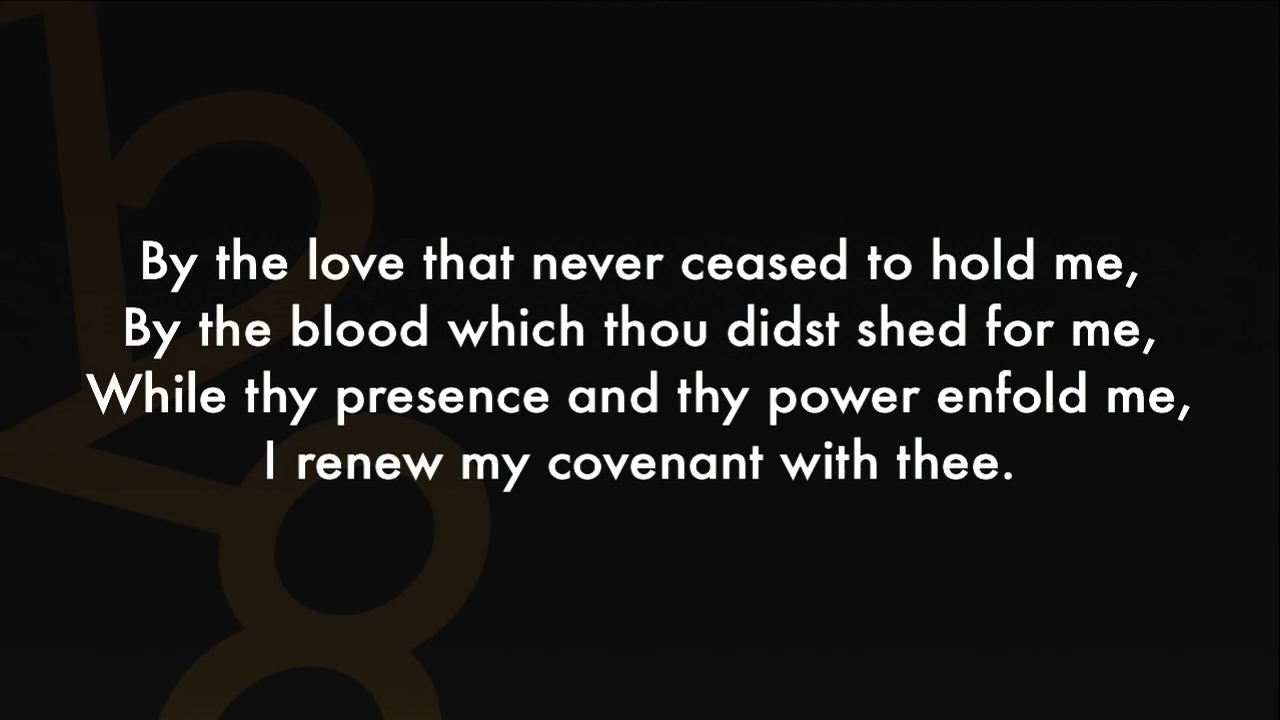 By the love that never ceased to hold me,
By the blood which thou didst shed for me,
While thy presence and thy power enfold me,
I renew my covenant with thee.